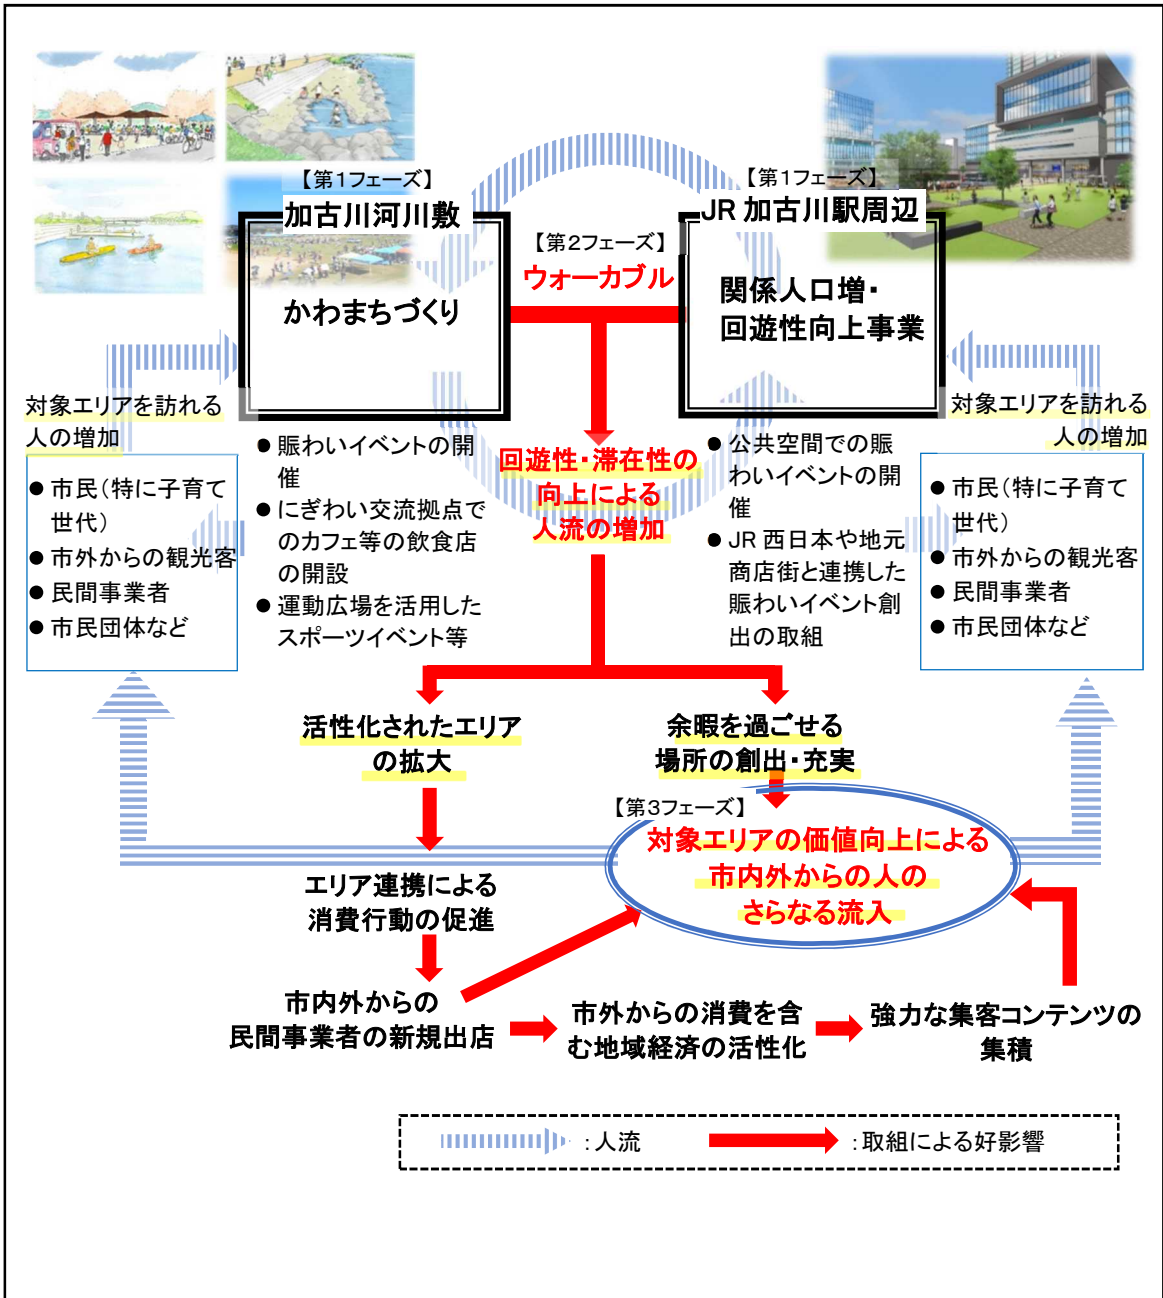 【第1フェーズ】
加古川河川敷
かわまちづくり
【第2フェーズ】
ウォーカブル
【第1フェーズ】
JR 加古川駅周辺
関係人口増・
回遊性向上事業
対象エリアを訪れる
人の増加
● 市民（特に子育て
世代）
● 市外からの観光客
● 民間事業者
● 市民団体など
● 賑わいイベントの開
催
● にぎわい交流拠点で
のカフェ等の飲食店
の開設
● 運動広場を活用した
スポーツイベント等
回遊性・滞在性の
向上による
人流の増加
● 公共空間での賑
わいイベントの開
催
● JR 西日本や地元
商店街と連携した
賑わいイベント創
出の取組
対象エリアを訪れる
人の増加
● 市民（特に子育て
世代）
● 市外からの観光客
● 民間事業者
● 市民団体など
活性化されたエリア
の拡大
余暇を過ごせる
場所の創出・充実
【第3フェーズ】
対象エリアの価値向上による
市内外からの人の
さらなる流入
エリア連携による
消費行動の促進
市内外からの
民間事業者の新規出店
市外からの消費を含
む地域経済の活性化
強力な集客コンテンツの
集積
：人流
：取組による好影響